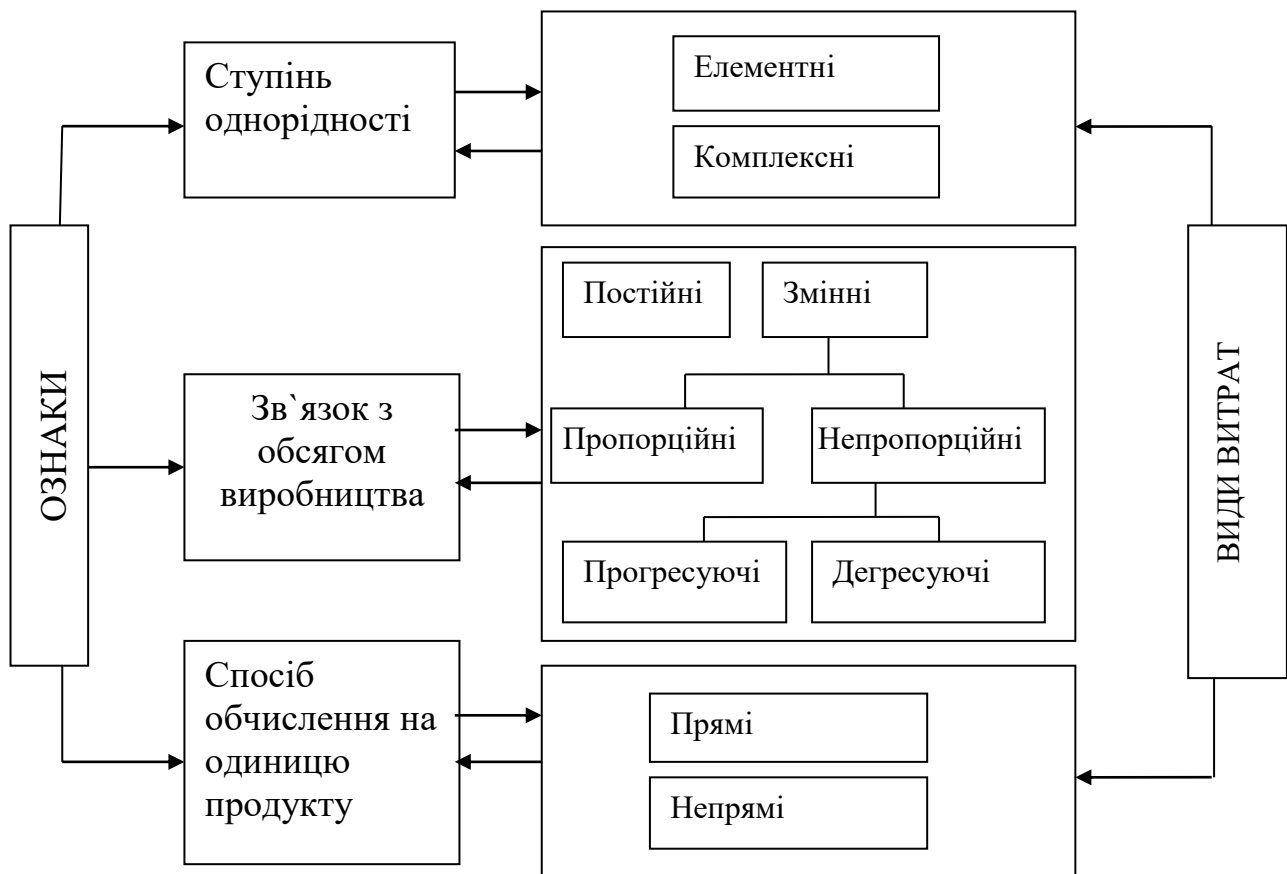 Ступінь
однорідності
Елементні
Комплексні
ОЗНАКИ
Зв`язок з
обсягом
виробництва
Постійні
Змінні
Пропорційні
Непропорційні
Прогресуючі
Дегресуючі
ВИДИ ВИТРАТ
Спосіб
обчислення на
одиницю
продукту
Прямі
Непрямі